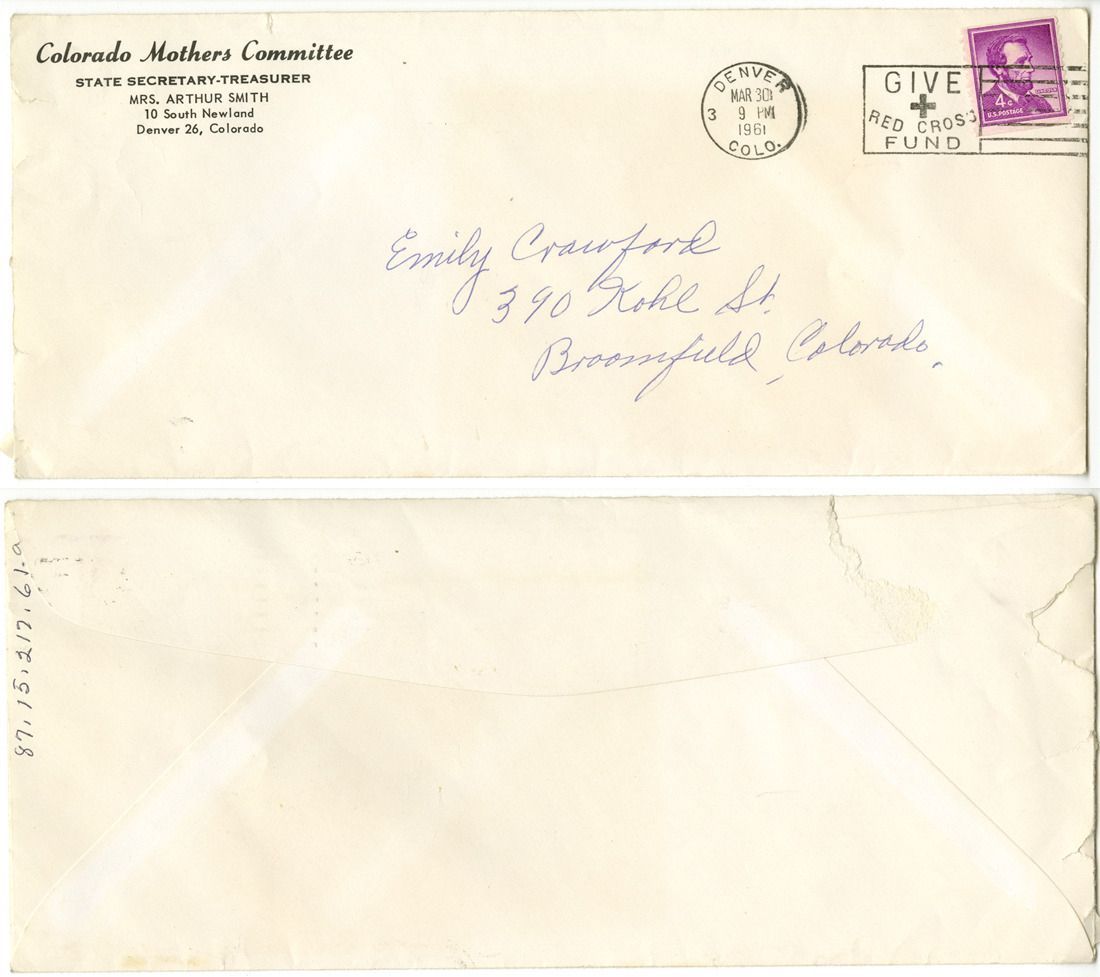 Colorado Mothers Committee
STATE SECRETARY-TREASURER
MRS. ARTHUR SMITH
10 South Newland
Denver 26, Colorado
DENVER
MAR 30
9 PM
1961
COLO.
3
GIVE
RED CROSS
FUND
LINCOLN
4¢
U.S. POSTAGE
Emily Crawford
390 Kohl St.
Broomfield, Colorado.
87.15.217.61.a